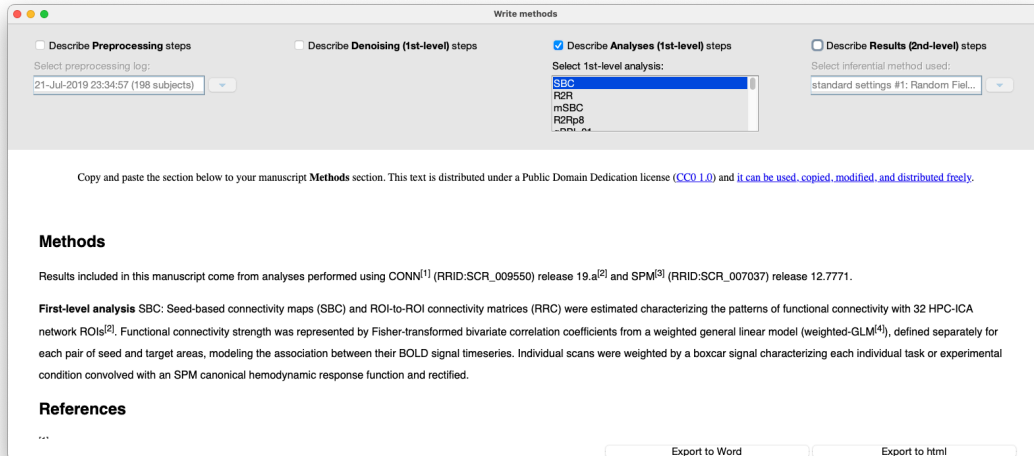 Write methods
Describe Preprocessing steps
Describe Denoising (1st-level) steps
Describe Analyses (1st-level) steps
Describe Results (2nd-level) steps
Select preprocessing log:
Select 1st-level analysis:
Select inferential method used:
21-Jul-2019 23:34:57 (198 subjects)
SBC
R2R
mSBC
R2Rp8
standard settings #1: Random Fiel...
Copy and paste the section below to your manuscript Methods section. This text is distributed under a Public Domain Dedication license (CC0 1.0) and it can be used, copied, modified, and distributed freely.
Methods
Results included in this manuscript come from analyses performed using CONN[1] (RRID:SCR_009550) release 19.a[2] and SPM[3] (RRID:SCR_007037) release 12.7771.
First-level analysis SBC: Seed-based connectivity maps (SBC) and ROI-to-ROI connectivity matrices (RRC) were estimated characterizing the patterns of functional connectivity with 32 HPC-ICA
network ROIs[2]. Functional connectivity strength was represented by Fisher-transformed bivariate correlation coefficients from a weighted general linear model (weighted-GLM[4]), defined separately for
each pair of seed and target areas, modeling the association between their BOLD signal timeseries. Individual scans were weighted by a boxcar signal characterizing each individual task or experimental
condition convolved with an SPM canonical hemodynamic response function and rectified.
References
Export to Word
Export to html